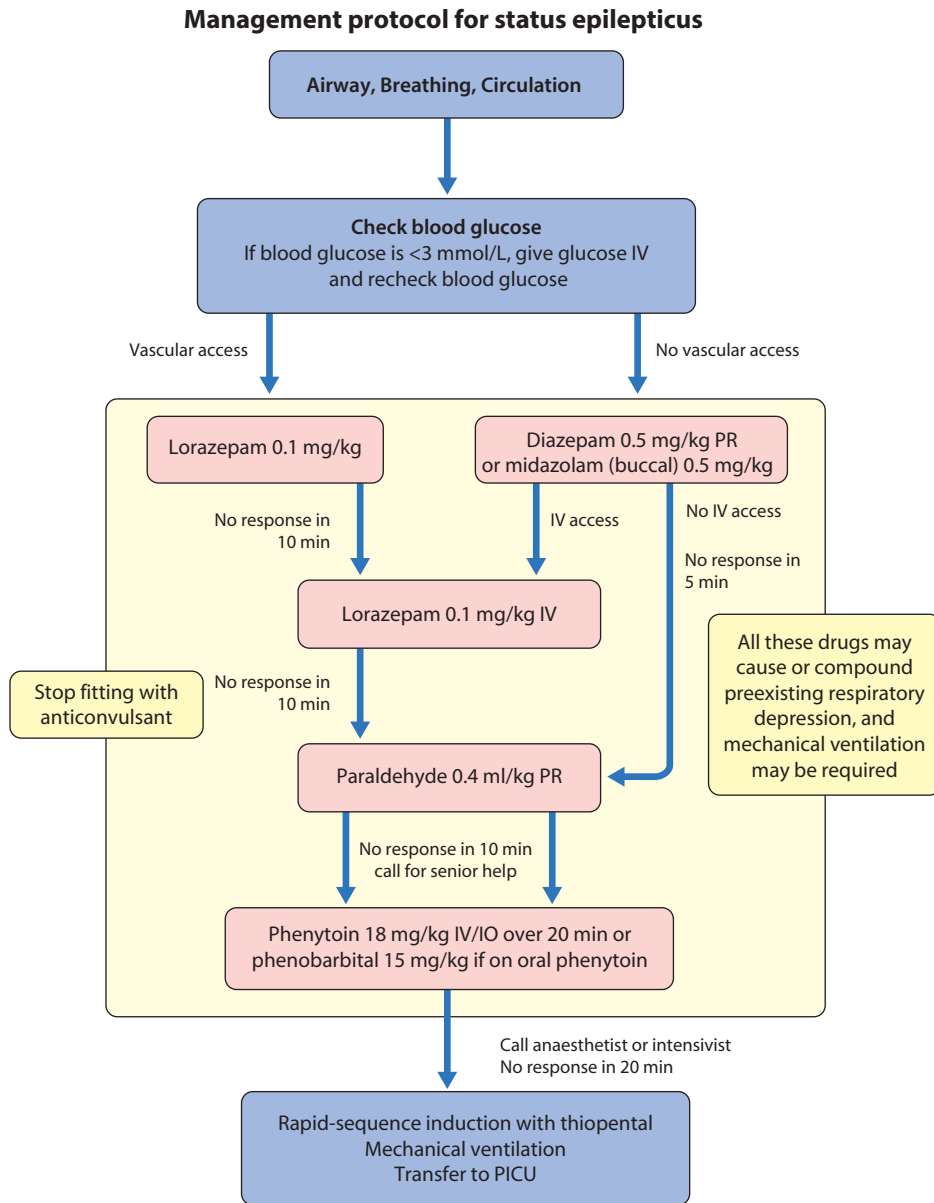 Management protocol for status epilepticus
Airway, Breathing, Circulation
Check blood glucose
If blood glucose is <3 mmol/L, give glucose IV
and recheck blood glucose
Vascular access
No vascular access
Lorazepam 0.1 mg/kg
Diazepam 0.5 mg/kg PR
or midazolam (buccal) 0.5 mg/kg
No response in
10 min
IV access
No IV access
No response in
5 min
Lorazepam 0.1 mg/kg IV
All these drugs may
cause or compound
preexisting respiratory
depression, and
mechanical ventilation
may be required
Stop fitting with
anticonvulsant
No response in
10 min
Paraldehyde 0.4 ml/kg PR
No response in 10 min
call for senior help
Phenytoin 18 mg/kg IV/IO over 20 min or
phenobarbital 15 mg/kg if on oral phenytoin
Call anaesthetist or intensivist
No response in 20 min
Rapid-sequence induction with thiopental
Mechanical ventilation
Transfer to PICU